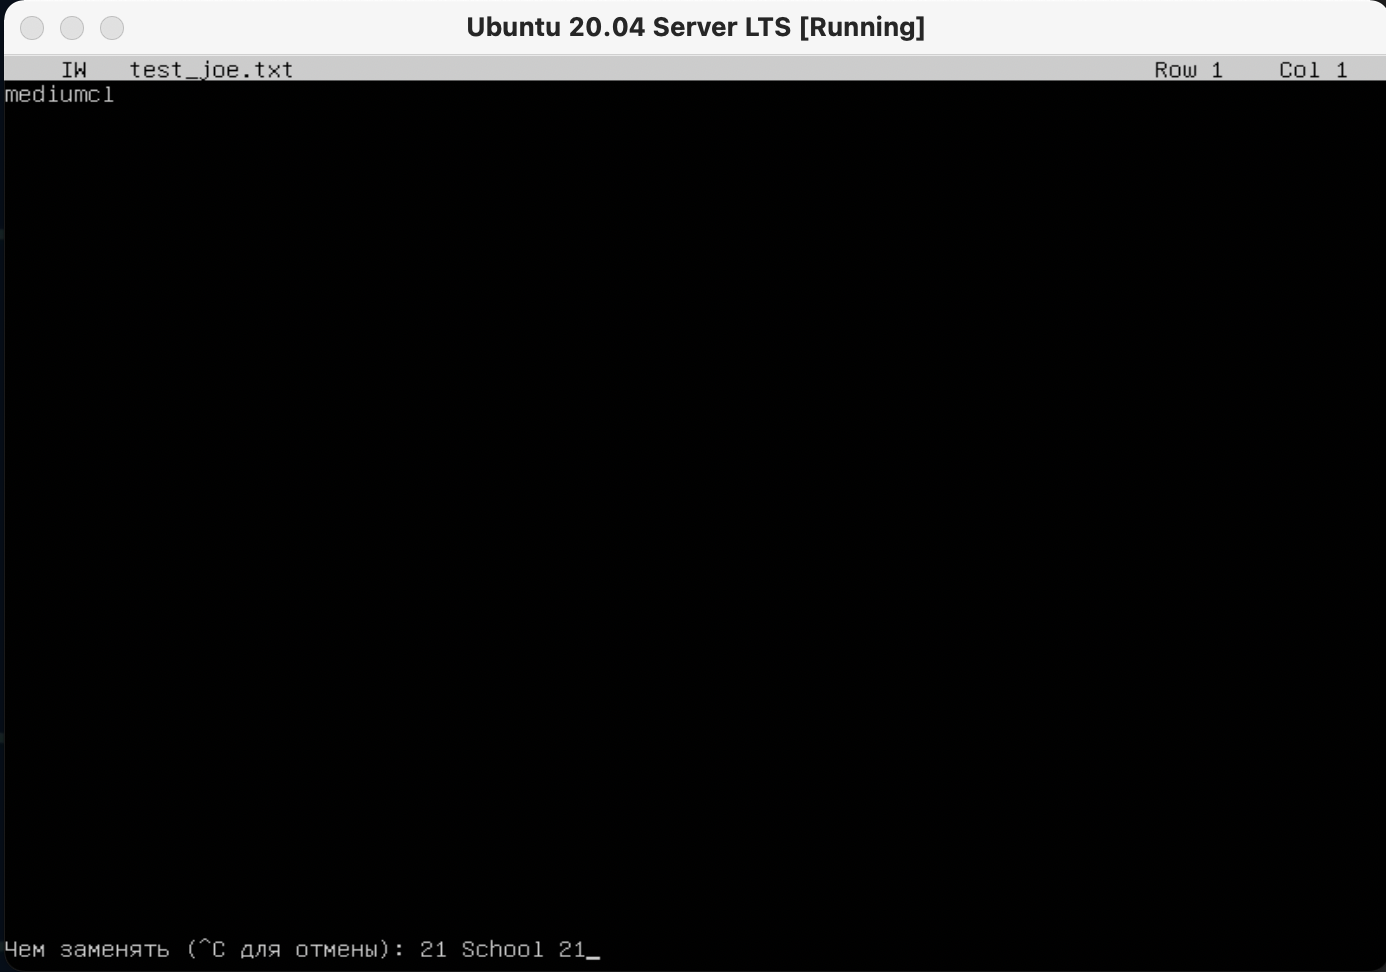 Ubuntu 20.04 Server LTS [Running]
IW test_joe.txt Row 1 Col 1
mediumcl
Чем заменять (^C для отмены): 21 School 21_